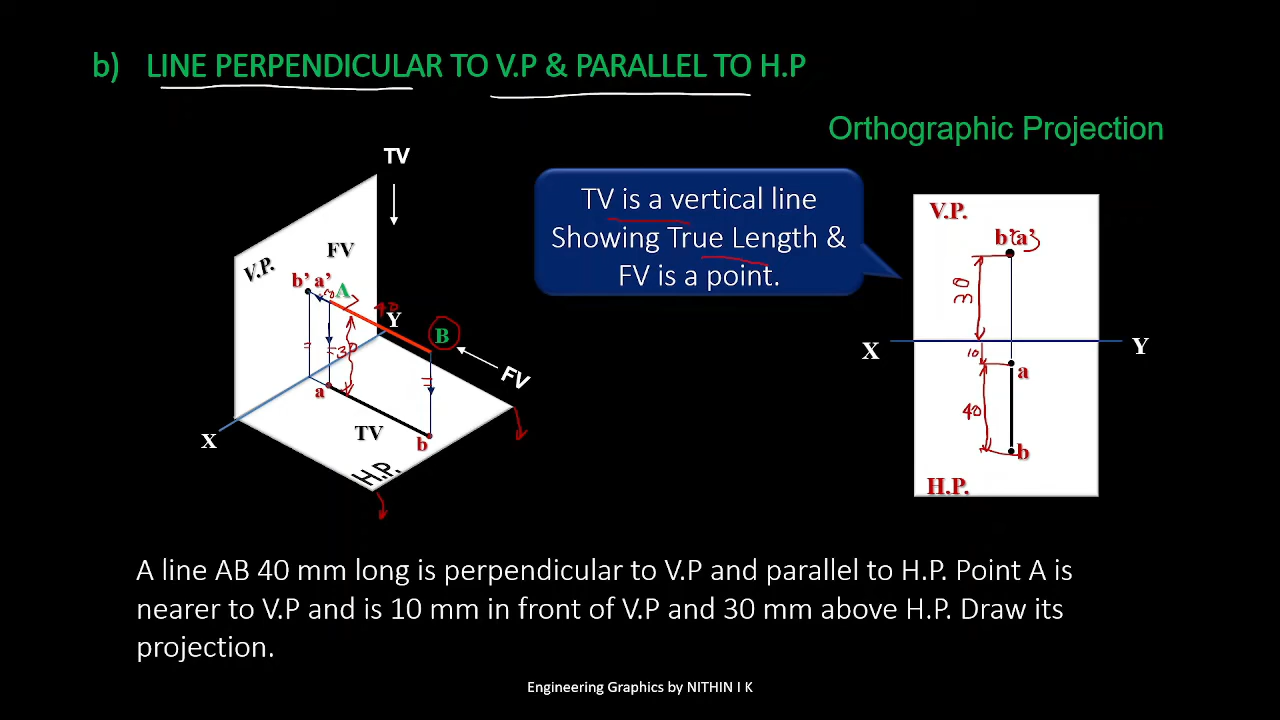 b) LINE PERPENDICULAR TO V.P & PARALLEL TO H.P
Orthographic Projection
TV
FV
V.P.
b' a' A
10
Y
B
30
FV
a
TV
b
X
H.P.
TV is a vertical line
Showing True Length &
FV is a point.
V.P.
b'(a')
30
X
Y
10
a
40
b
H.P.
A line AB 40 mm long is perpendicular to V.P and parallel to H.P. Point A is
nearer to V.P and is 10 mm in front of V.P and 30 mm above H.P. Draw its
projection.
Engineering Graphics by NITHIN I K